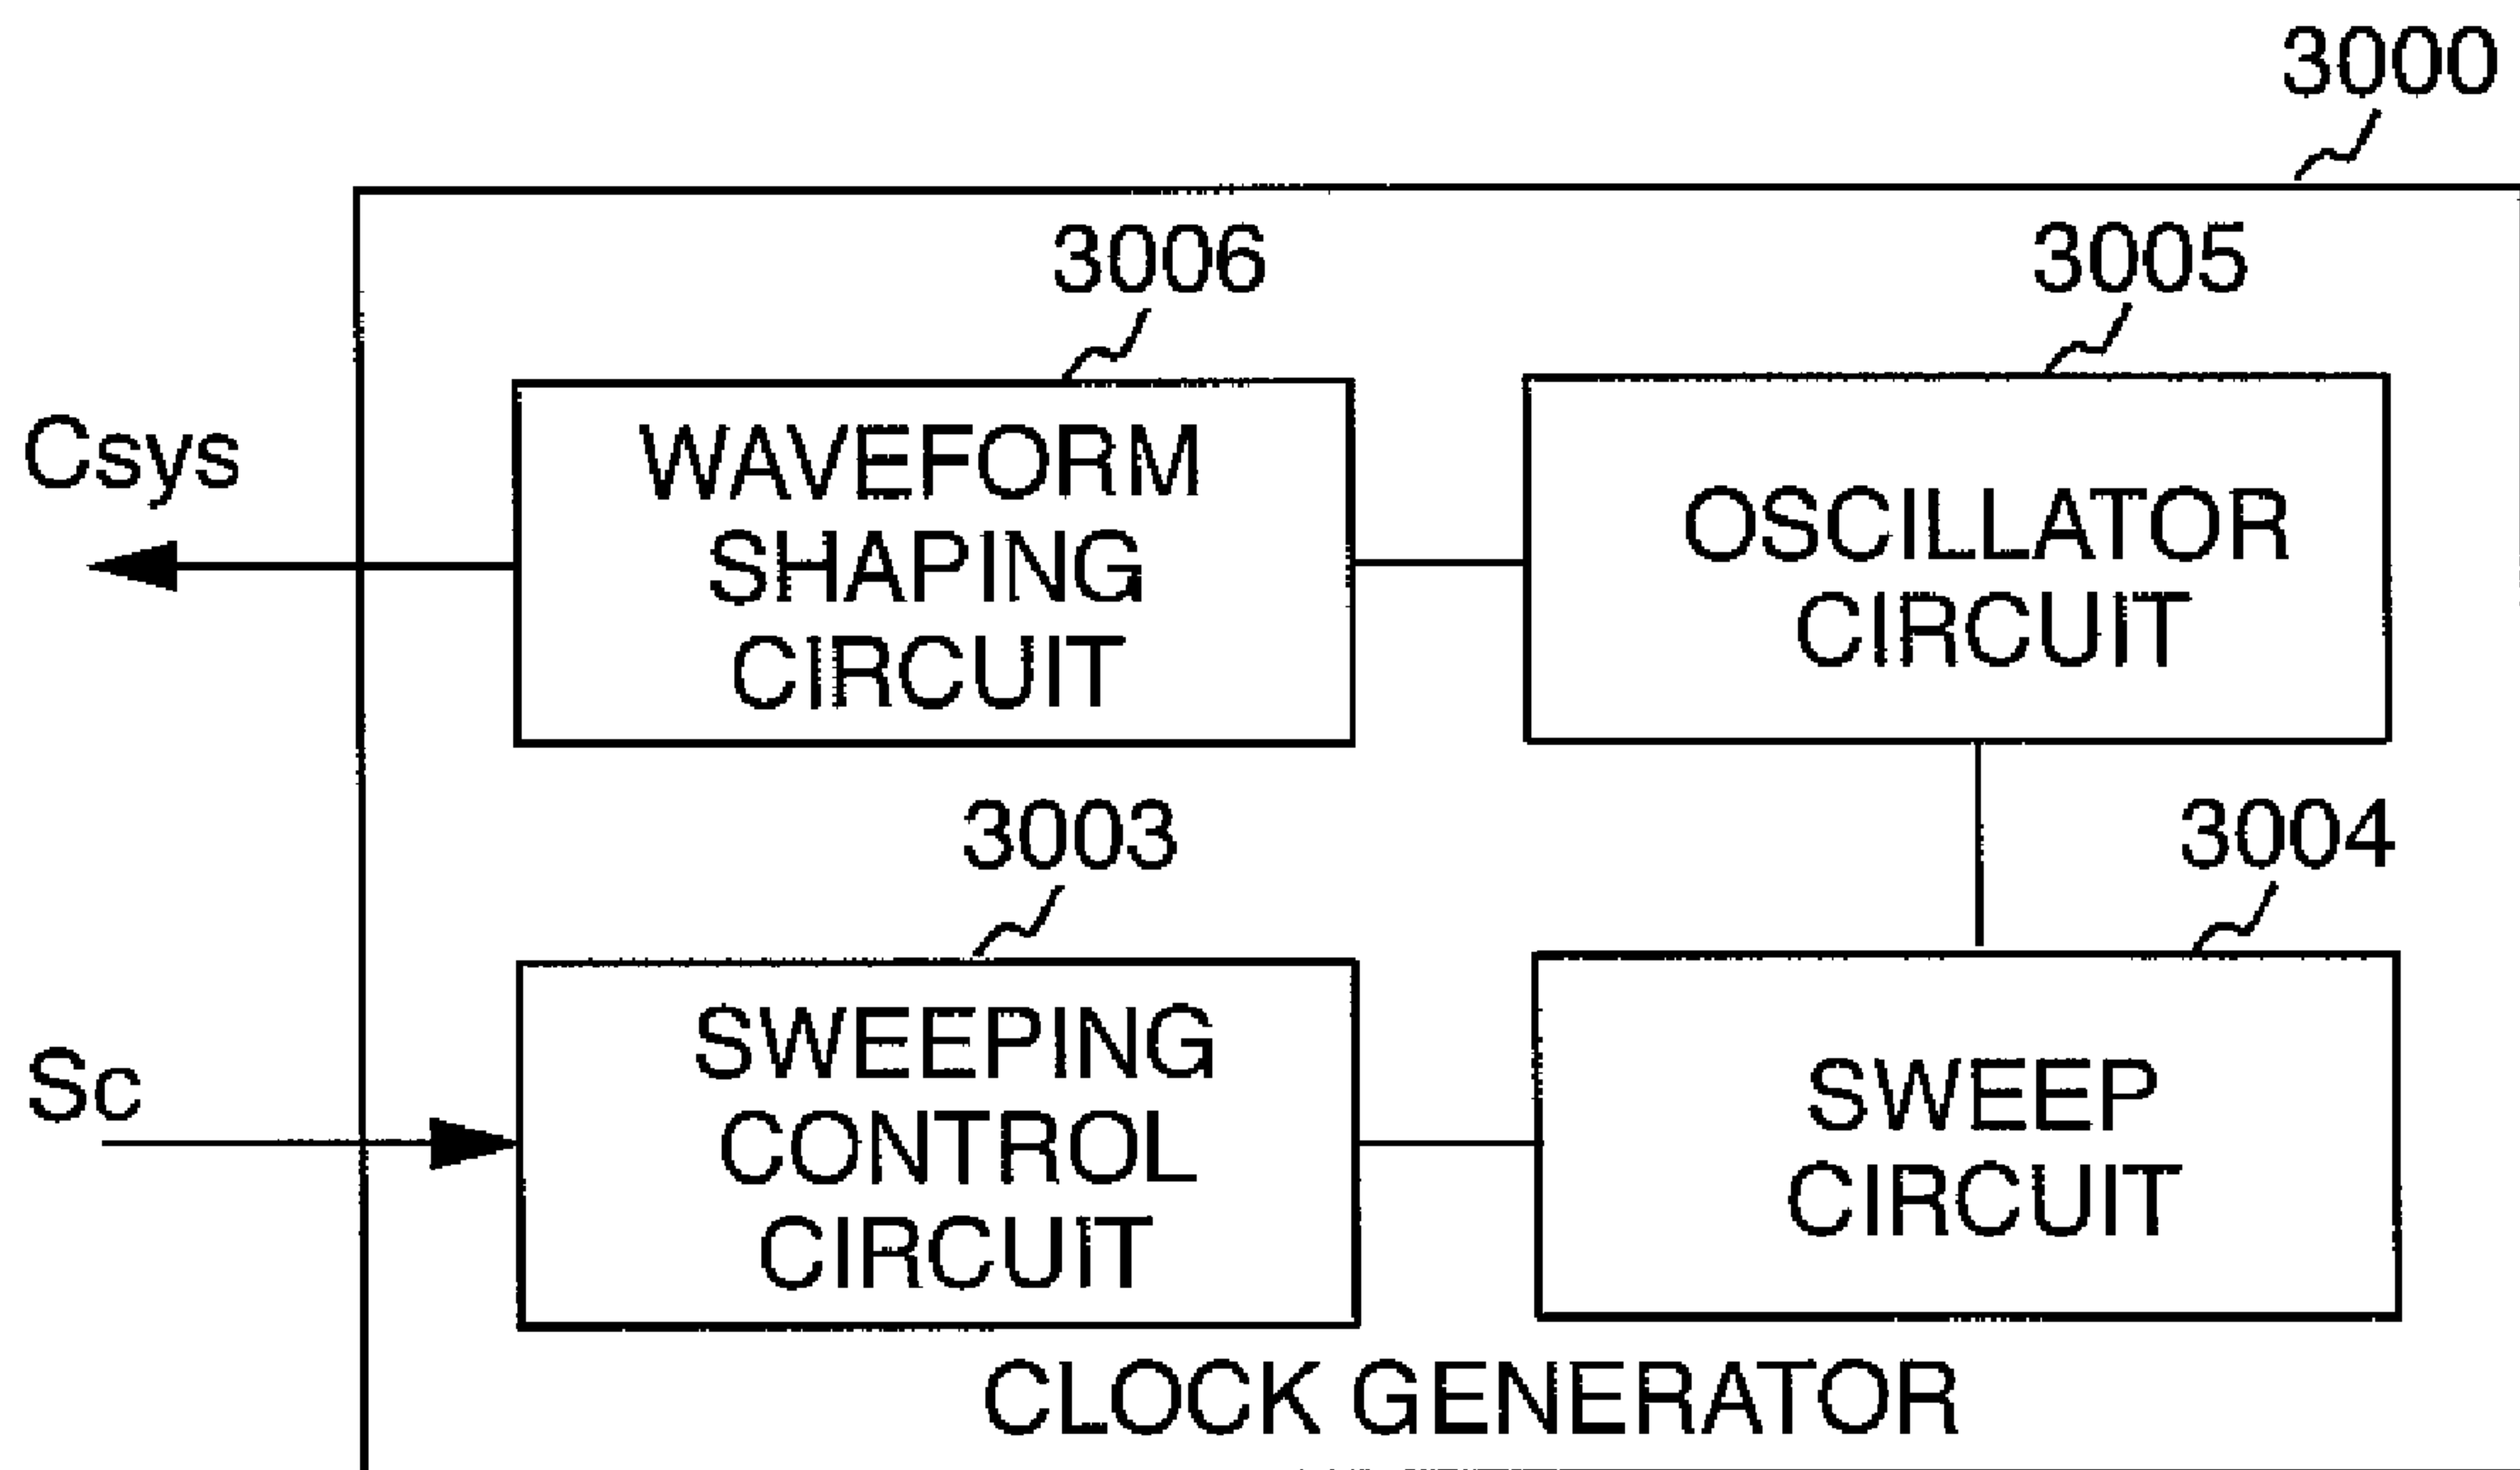 3000
3006
3005
Csys
WAVEFORM
SHAPING
CIRCUIT
OSCILLATOR
CIRCUIT
3003
3004
Sc
SWEEPING
CONTROL
CIRCUIT
SWEEP
CIRCUIT
CLOCK GENERATOR